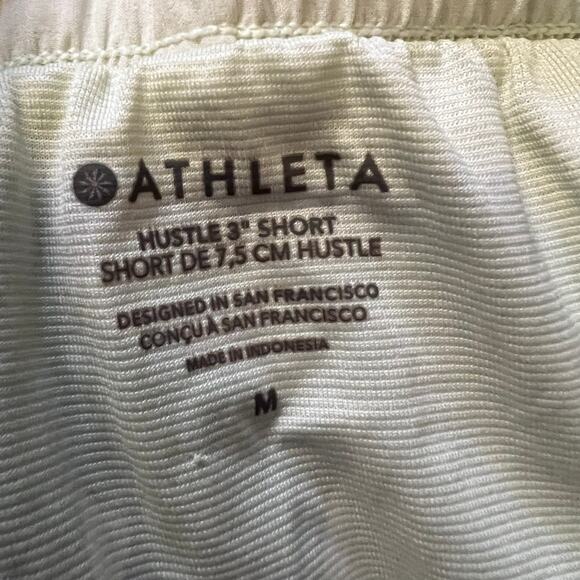 ATHLETA
HUSTLE 3" SHORT
SHORT DE 7,5 CM HUSTLE
DESIGNED IN SAN FRANCISCO
CONÇU À SAN FRANCISCO
MADE IN INDONESIA
M